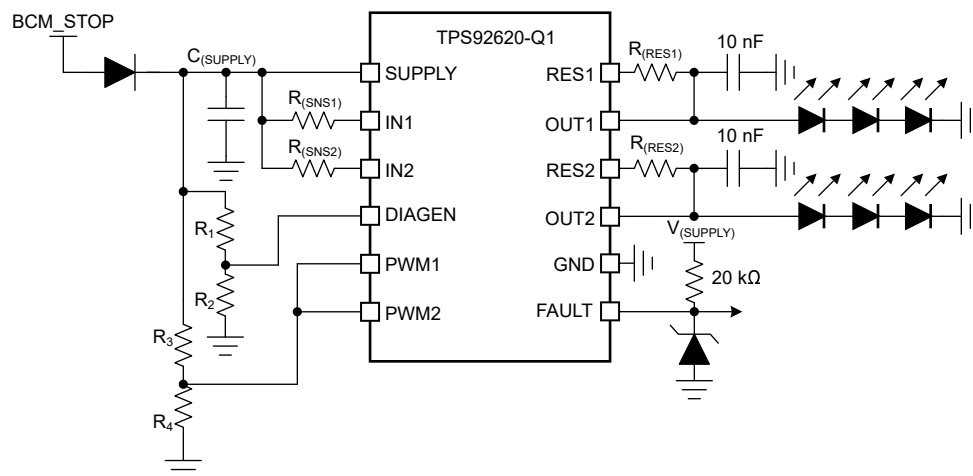 BCM_STOP
C(SUPPLY)
TPS92620-Q1
SUPPLY
IN1
IN2
DIAGEN
PWM1
PWM2
RES1
OUT1
RES2
OUT2
GND
FAULT
R(SNS1)
R(SNS2)
R1
R2
R3
R4
R(RES1)
10 nF
R(RES2)
10 nF
V(SUPPLY)
20 kΩ